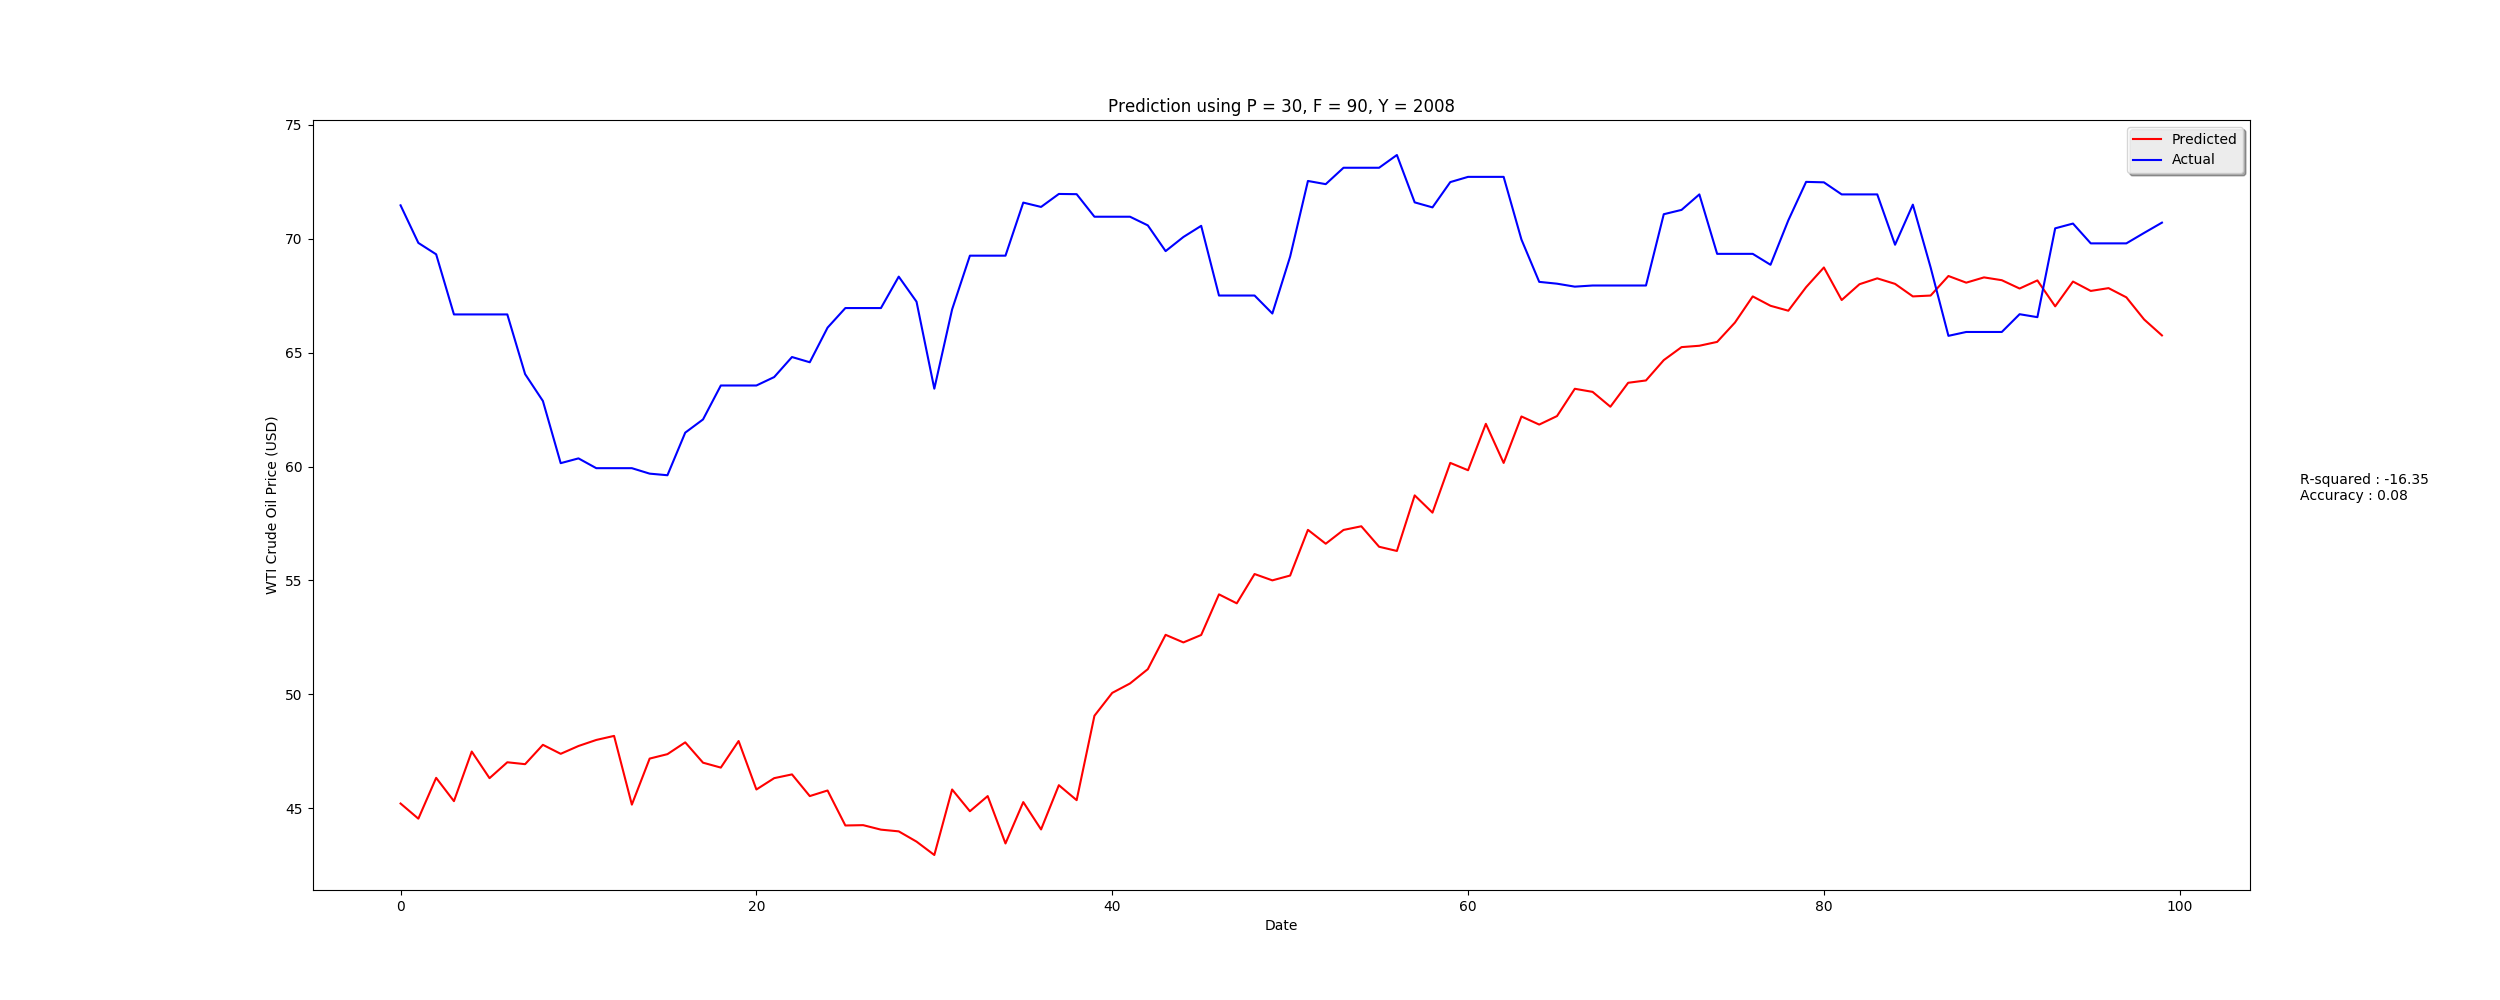 Prediction using P = 30, F = 90, Y = 2008
75
70
65
60
55
50
45
WTI Crude Oil Price (USD)
Predicted
Actual
R-squared : -16.35
Accuracy : 0.08
0 20 40 60 80 100
Date